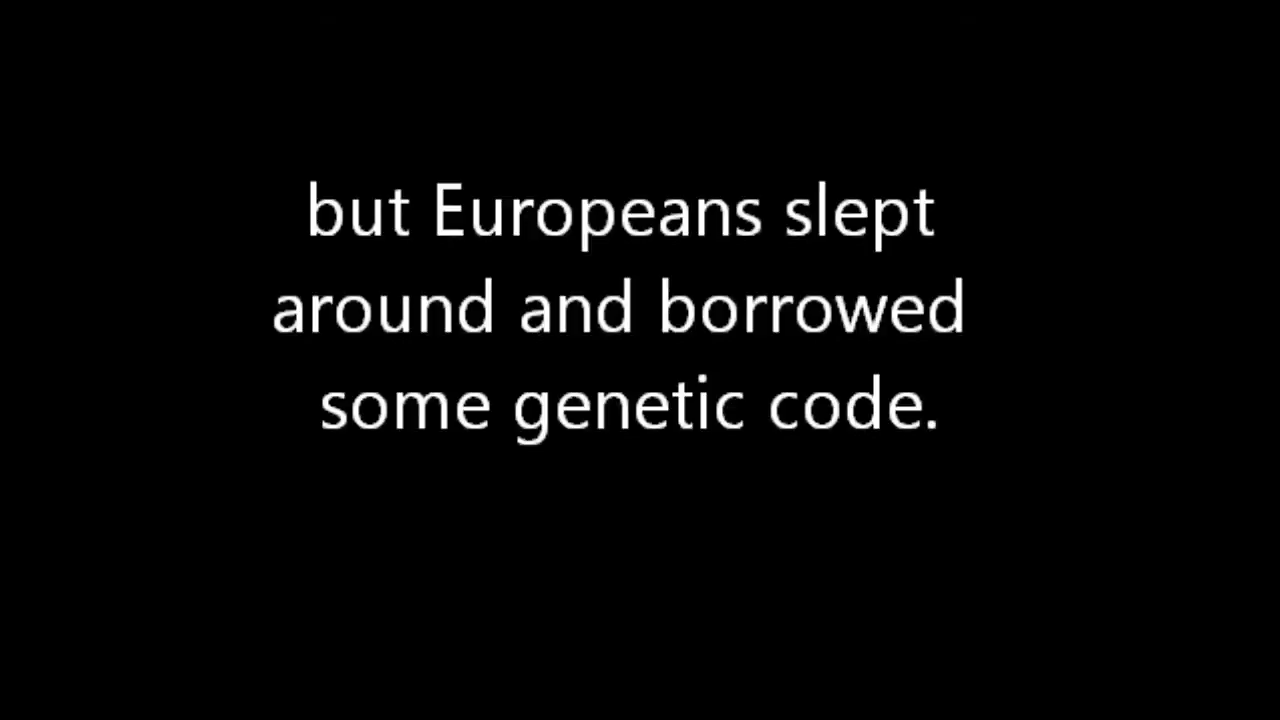 but Europeans slept
around and borrowed
some genetic code.